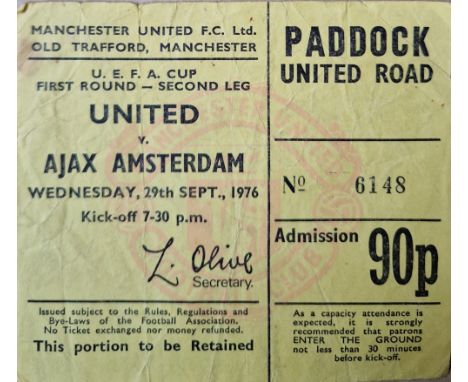 MANCHESTER UNITED F.C. Ltd.
OLD TRAFFORD, MANCHESTER
U. E. F. A. CUP
FIRST ROUND — SECOND LEG
UNITED
v.
AJAX AMSTERDAM
WEDNESDAY, 29th SEPT., 1976
Kick-off 7-30 p.m.
L. Olive
Secretary.
Issued subject to the Rules, Regulations and
Bye-Laws of the Football Association.
No Ticket exchanged nor money refunded.
This portion to be Retained
PADDOCK
UNITED ROAD
Nº 6148
Admission 90p
As a capacity attendance is
expected, it is strongly
recommended that patrons
ENTER THE GROUND
not less than 30 minutes
before kick-off.